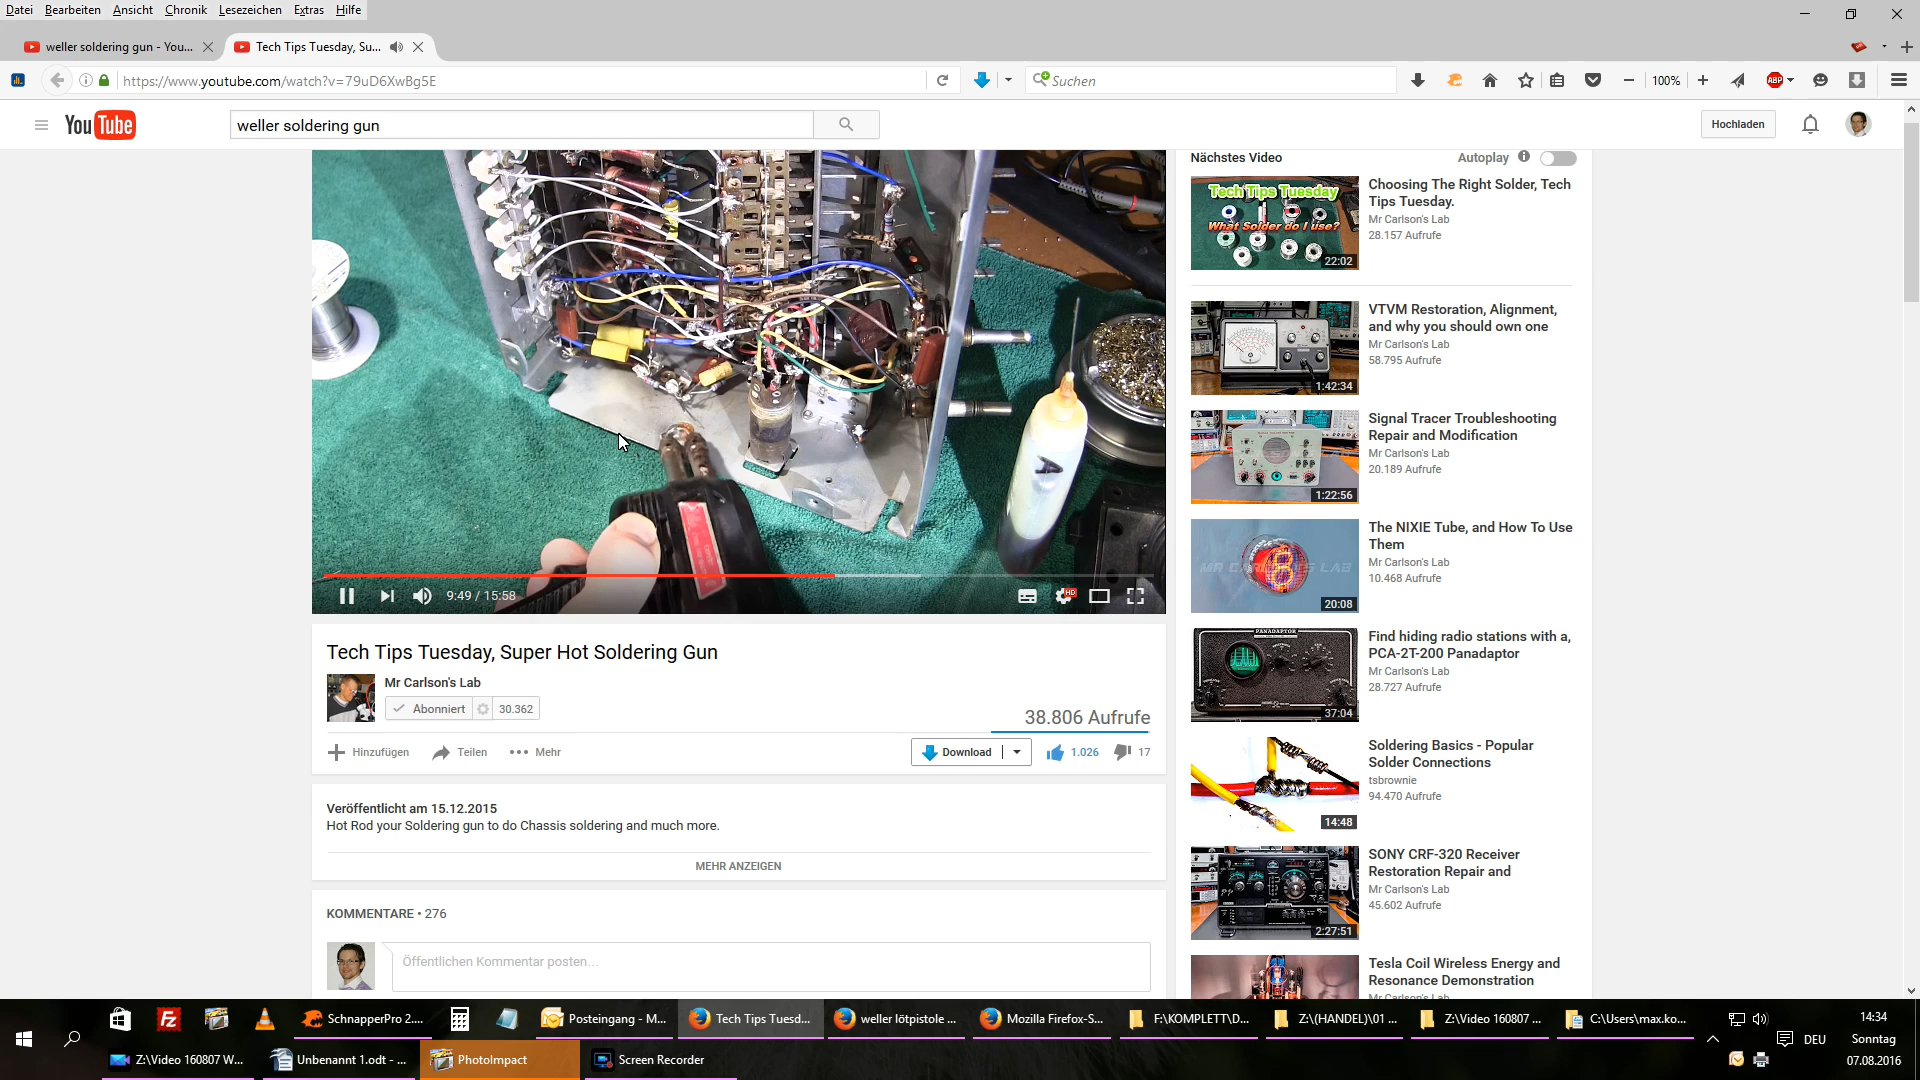 Datei Bearbeiten Ansicht Chronik Lesezeichen Extras Hilfe
weller soldering gun - You...
Tech Tips Tuesday, Su...
https://www.youtube.com/watch?v=79uD6XwBg5E
Suchen
100%
ABP
YouTube
weller soldering gun
Hochladen
9:49 / 15:58
HD
Tech Tips Tuesday, Super Hot Soldering Gun
Mr Carlson's Lab
Abonniert 30.362
38.806 Aufrufe
Hinzufügen Teilen Mehr
Download
1.026 17
Veröffentlicht am 15.12.2015
Hot Rod your Soldering gun to do Chassis soldering and much more.
MEHR ANZEIGEN
KOMMENTARE • 276
Öffentlichen Kommentar posten...
Nächstes Video
Autoplay
Tech Tips Tuesday
What Solder do I use?
22:02
Choosing The Right Solder, Tech
Tips Tuesday.
Mr Carlson's Lab
28.157 Aufrufe
1:42:34
VTVM Restoration, Alignment,
and why you should own one
Mr Carlson's Lab
58.795 Aufrufe
1:22:56
Signal Tracer Troubleshooting
Repair and Modification
Mr Carlson's Lab
20.189 Aufrufe
MR CARLSON'S LAB
20:08
The NIXIE Tube, and How To Use
Them
Mr Carlson's Lab
10.468 Aufrufe
PANADAPTOR
37:04
Find hiding radio stations with a,
PCA-2T-200 Panadaptor
Mr Carlson's Lab
28.727 Aufrufe
14:48
Soldering Basics - Popular
Solder Connections
tsbrownie
94.470 Aufrufe
2:27:51
SONY CRF-320 Receiver
Restoration Repair and
Mr Carlson's Lab
45.602 Aufrufe
Tesla Coil Wireless Energy and
Resonance Demonstration
Mr Carlson's Lab
Fz
SchnapperPro 2....
Posteingang - M...
Tech Tips Tuesd...
weller lötpistole ...
Mozilla Firefox-S...
F:\KOMPLETT\D...
Z:\(HANDEL)\01 ...
Z:\Video 160807 ...
C:\Users\max.ko...
Z:\Video 160807 W...
Unbenannt 1.odt - ...
PhotoImpact
Screen Recorder
DEU
14:34
Sonntag
07.08.2016